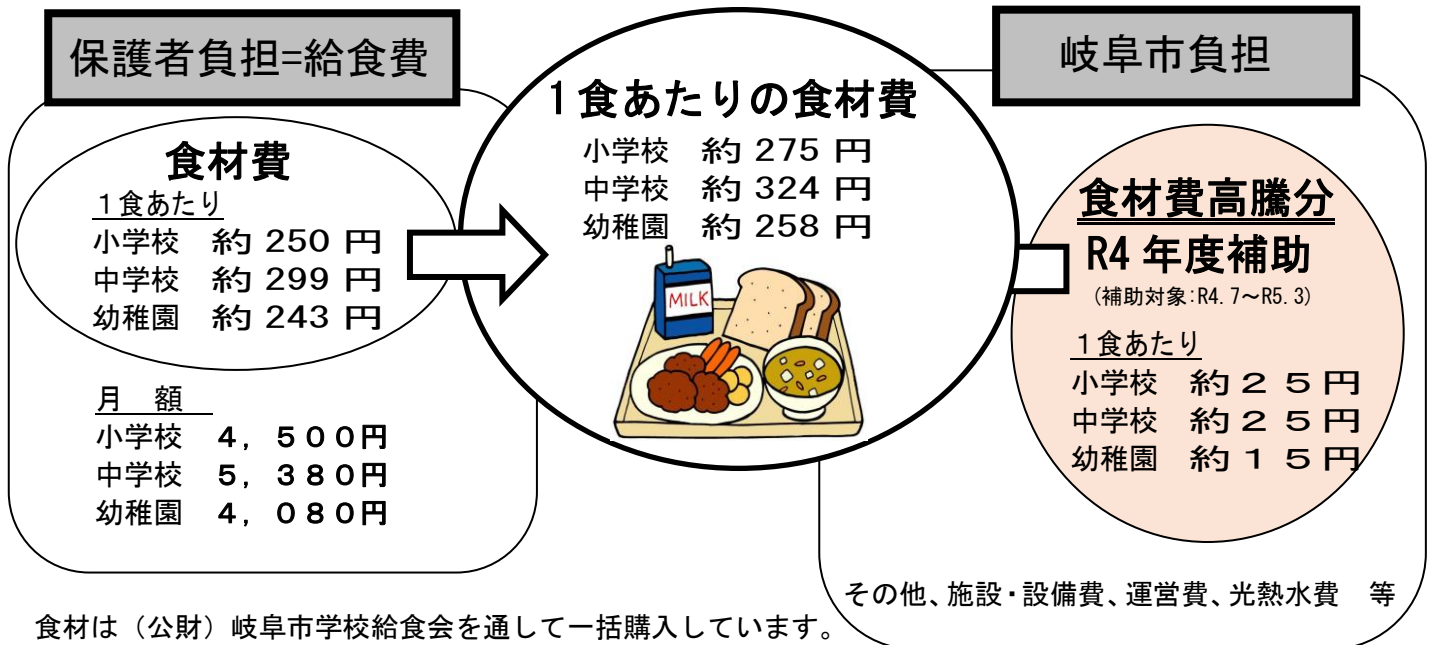 保護者負担=給食費
食材費
１食あたり
小学校 約 250 円
中学校 約 299 円
幼稚園 約 243 円
月 額
小学校 ４，５００円
中学校 ５，３８０円
幼稚園 ４，０８０円
１食あたりの食材費
小学校 約 275 円
中学校 約 324 円
幼稚園 約 258 円
MILK
岐阜市負担
食材費高騰分
R4 年度補助
(補助対象:R4.7～R5.3)
１食あたり
小学校 約２５円
中学校 約２５円
幼稚園 約１５円
その他、施設・設備費、運営費、光熱水費 等
食材は（公財）岐阜市学校給食会を通して一括購入しています。